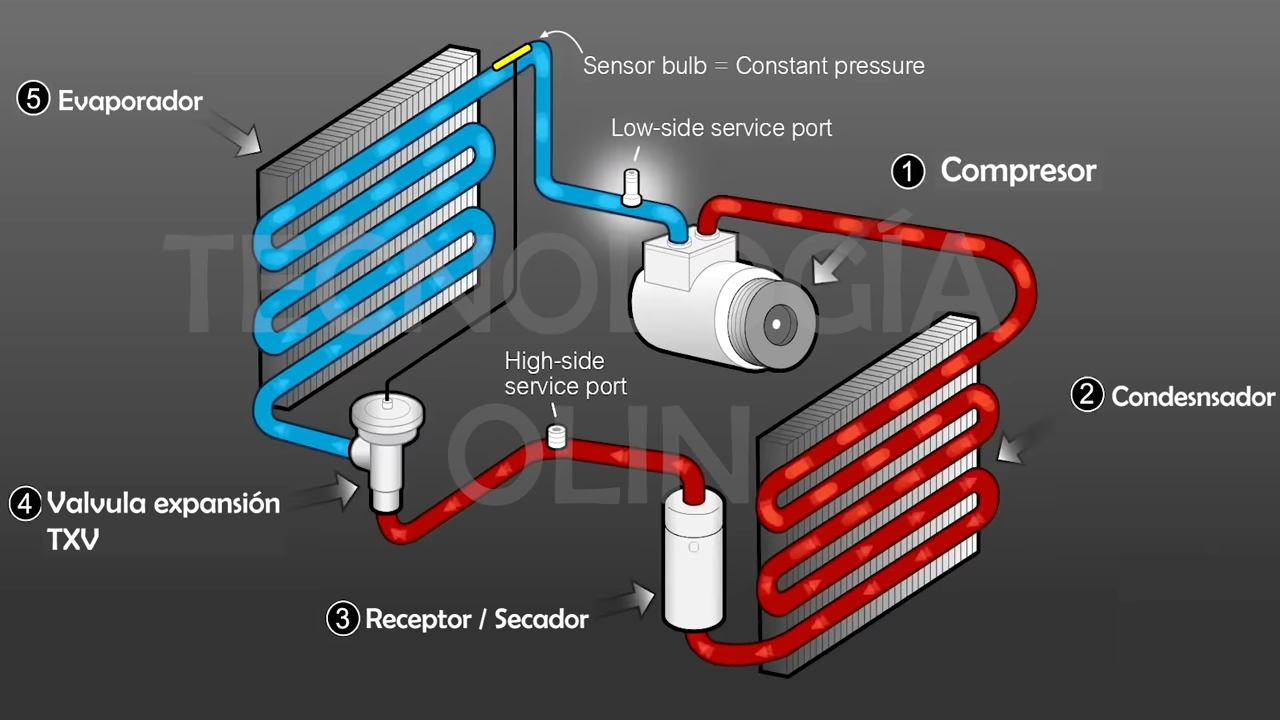 Sensor bulb = Constant pressure
5 Evaporador
Low-side service port
1 Compresor
TECNOLOGÍA
High-side
service port
2 Condesnsador
OLIN
4 Valvula expansión
TXV
3 Receptor / Secador